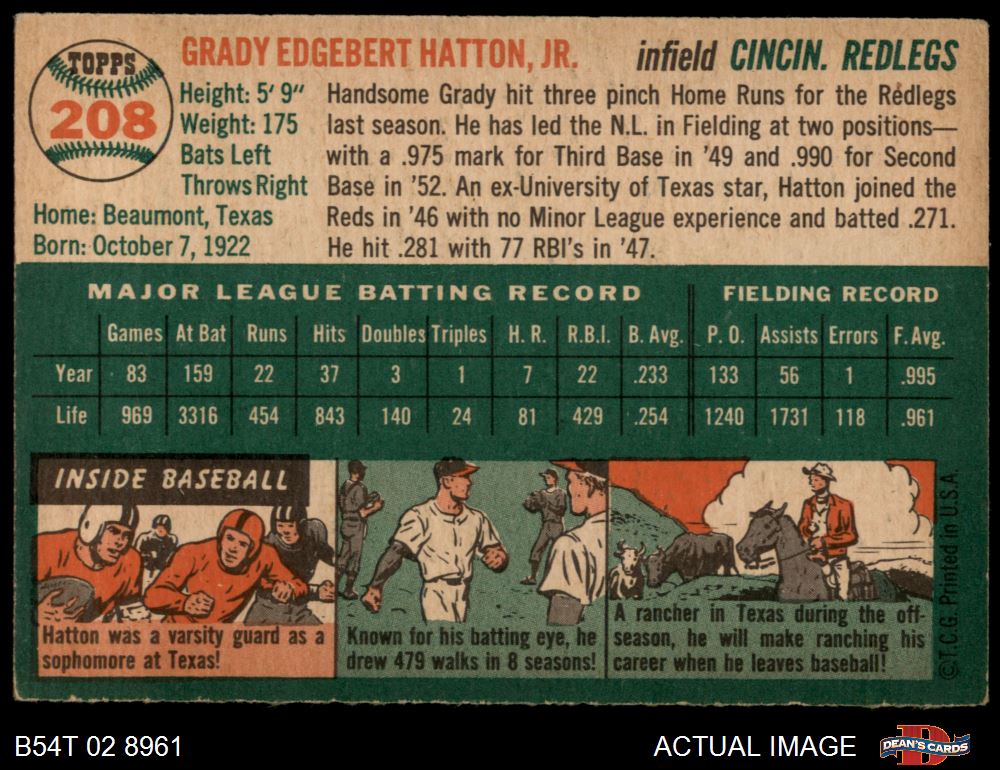 TOPPS
208
GRADY EDGEBERT HATTON, JR. infield CINCIN. REDLEGS
Height: 5' 9"
Weight: 175
Bats Left
Throws Right
Home: Beaumont, Texas
Born: October 7, 1922
Handsome Grady hit three pinch Home Runs for the Redlegs
last season. He has led the N.L. in Fielding at two positions—
with a .975 mark for Third Base in '49 and .990 for Second
Base in '52. An ex-University of Texas star, Hatton joined the
Reds in '46 with no Minor League experience and batted .271.
He hit .281 with 77 RBI's in '47.
MAJOR LEAGUE BATTING RECORD FIELDING RECORD
Games At Bat Runs Hits Doubles Triples H. R. R.B.I. B. Avg. P. O. Assists Errors F. Avg.
Year 83 159 22 37 3 1 7 22 .233 133 56 1 .995
Life 969 3316 454 843 140 24 81 429 .254 1240 1731 118 .961
INSIDE BASEBALL
Hatton was a varsity guard as a
sophomore at Texas!
Known for his batting eye, he
drew 479 walks in 8 seasons!
A rancher in Texas during the off-
season, he will make ranching his
career when he leaves baseball!
©T.C.G. Printed in U.S.A.
B54T 02 8961
ACTUAL IMAGE
D
DEAN'S CARDS